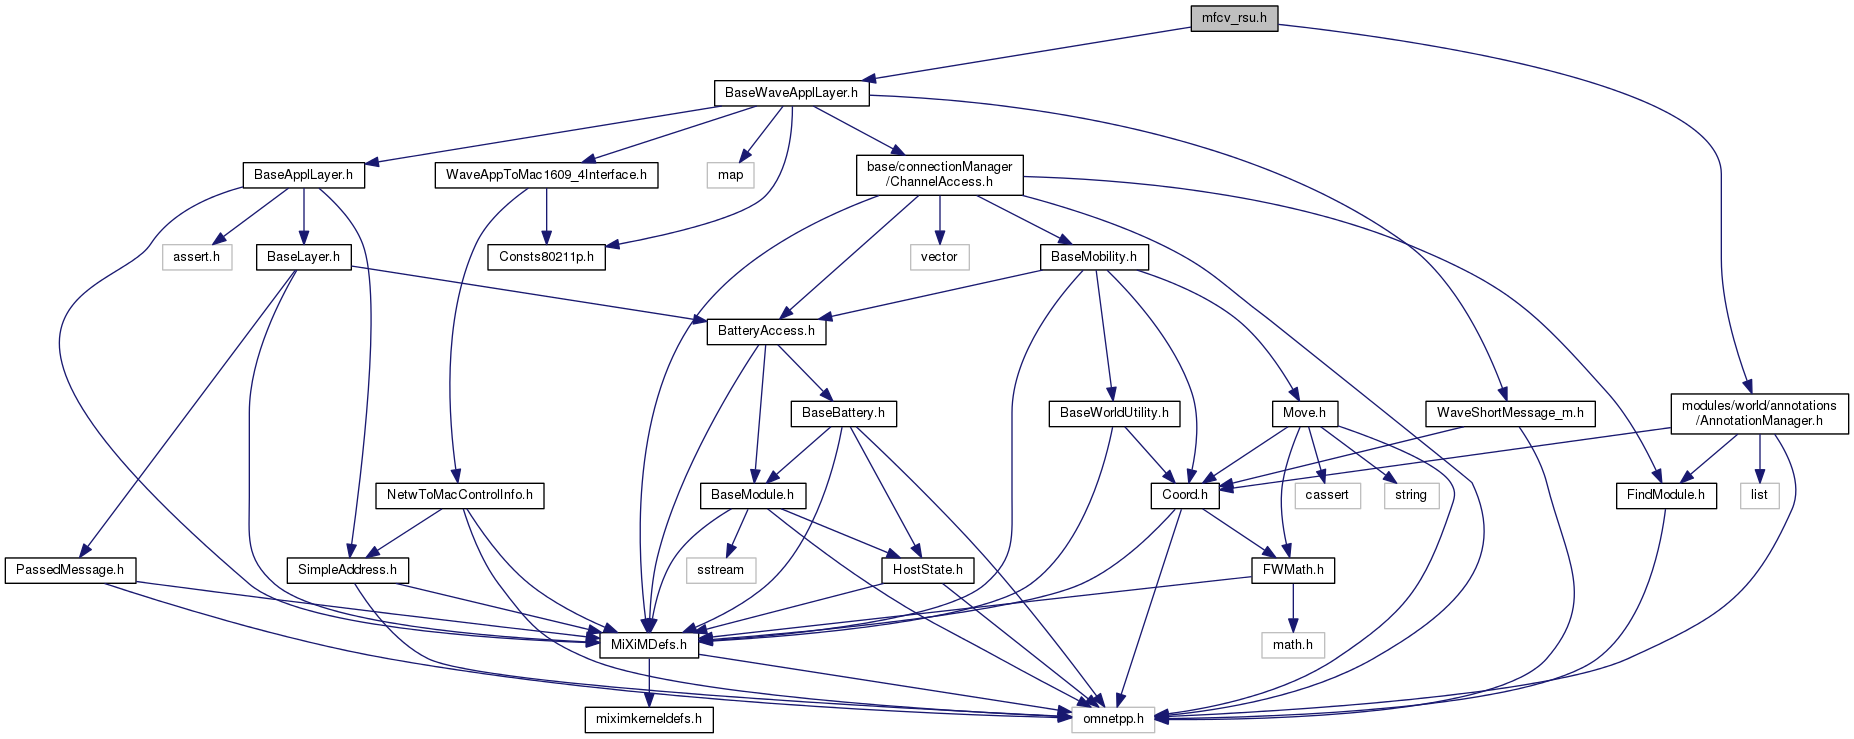 mfcv_rsu.h
BaseWaveApplLayer.h
BaseApplLayer.h
WaveAppToMac1609_4Interface.h
map
base/connectionManager
/ChannelAccess.h
assert.h
BaseLayer.h
Consts80211p.h
vector
BaseMobility.h
BatteryAccess.h
BaseBattery.h
BaseWorldUtility.h
Move.h
WaveShortMessage_m.h
modules/world/annotations
/AnnotationManager.h
NetwToMacControlInfo.h
BaseModule.h
Coord.h
cassert
string
FindModule.h
list
PassedMessage.h
SimpleAddress.h
sstream
HostState.h
FWMath.h
MiXiMDefs.h
math.h
miximkerneldefs.h
omnetpp.h